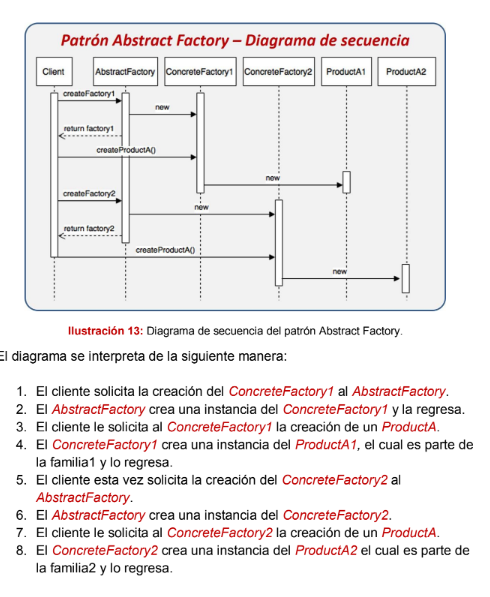 Patrón Abstract Factory – Diagrama de secuencia
Client AbstractFactory ConcreteFactory1 ConcreteFactory2 ProductA1 ProductA2
createFactory1
new
return factory1
createProductA()
new
createFactory2
new
return factory2
createProductA()
new
Ilustración 13: Diagrama de secuencia del patrón Abstract Factory.
El diagrama se interpreta de la siguiente manera:
1. El cliente solicita la creación del ConcreteFactory1 al AbstractFactory.
2. El AbstractFactory crea una instancia del ConcreteFactory1 y la regresa.
3. El cliente le solicita al ConcreteFactory1 la creación de un ProductA.
4. El ConcreteFactory1 crea una instancia del ProductA1, el cual es parte de
la familia1 y lo regresa.
5. El cliente esta vez solicita la creación del ConcreteFactory2 al
AbstractFactory.
6. El AbstractFactory crea una instancia del ConcreteFactory2.
7. El cliente le solicita al ConcreteFactory2 la creación de un ProductA.
8. El ConcreteFactory2 crea una instancia del ProductA2 el cual es parte de
la familia2 y lo regresa.